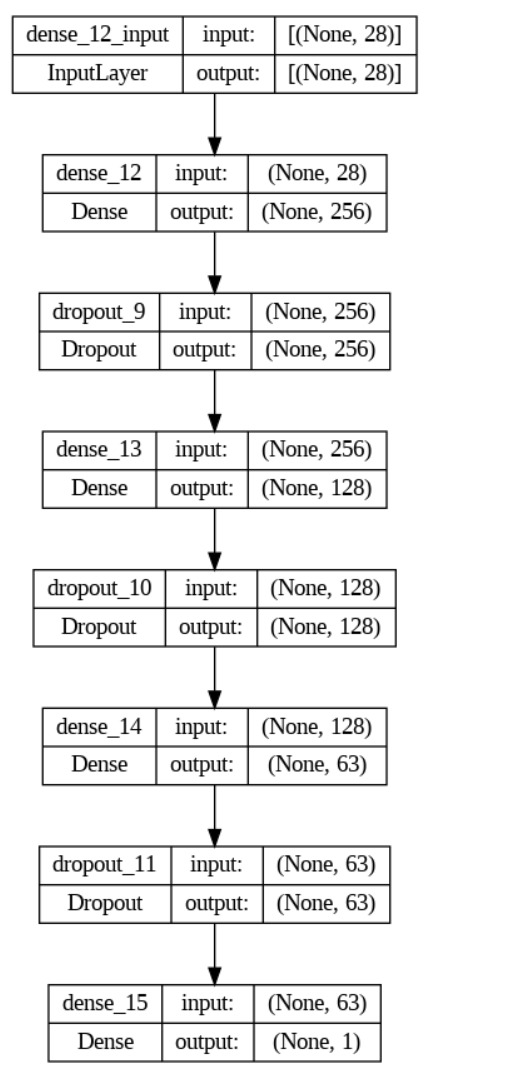 dense_12_input input: [(None, 28)]
InputLayer output: [(None, 28)]
dense_12 input: (None, 28)
Dense output: (None, 256)
dropout_9 input: (None, 256)
Dropout output: (None, 256)
dense_13 input: (None, 256)
Dense output: (None, 128)
dropout_10 input: (None, 128)
Dropout output: (None, 128)
dense_14 input: (None, 128)
Dense output: (None, 63)
dropout_11 input: (None, 63)
Dropout output: (None, 63)
dense_15 input: (None, 63)
Dense output: (None, 1)